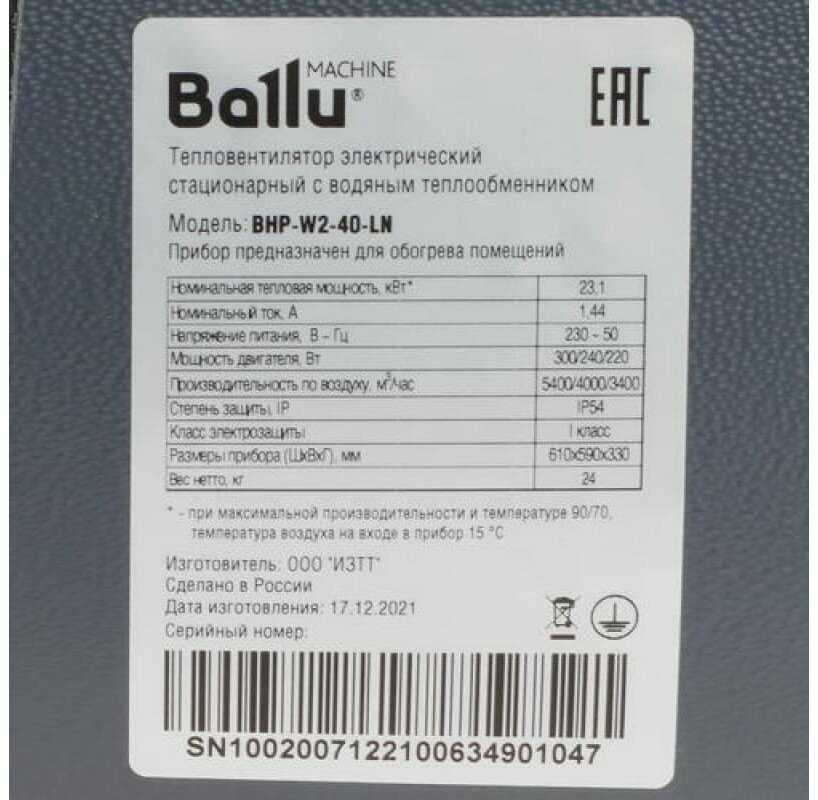 MACHINE
Ballu®
EAC
Тепловентилятор электрический
стационарный с водяным теплообменником
Модель: BHP-W2-40-LN
Прибор предназначен для обогрева помещений
Номинальная тепловая мощность, кВт* 23,1
Номинальный ток, А 1,44
Напряжение питания, В – Гц 230 ~ 50
Мощность двигателя, Вт 300/240/220
Производительность по воздуху, м³/час 5400/4000/3400
Степень защиты, IP IP54
Класс электрозащиты I класс
Размеры прибора (ШхВхГ), мм 610x590x330
Вес нетто, кг 24
* - при максимальной производительности и температуре 90/70,
температура воздуха на входе в прибор 15 °С
Изготовитель: ООО "ИЗТТ"
Сделано в России
Дата изготовления: 17.12.2021
Серийный номер:
SN1002007122100634901047